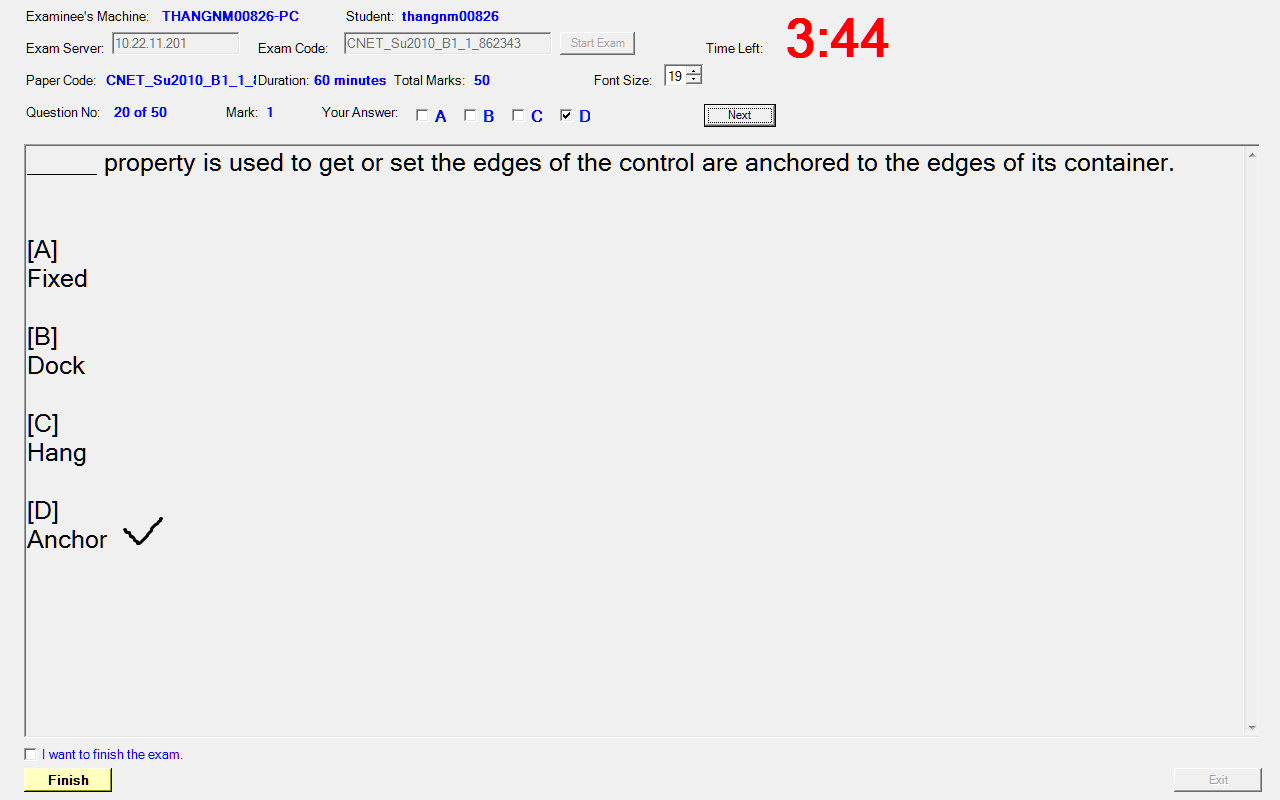 Examinee's Machine: THANGNM00826-PC Student: thangnm00826
Exam Server: 10.22.11.201 Exam Code: CNET_Su2010_B1_1_862343 Start Exam Time Left: 3:44
Paper Code: CNET_Su2010_B1_1_ Duration: 60 minutes Total Marks: 50 Font Size: 19
Question No: 20 of 50 Mark: 1 Your Answer: A B C D Next
_____ property is used to get or set the edges of the control are anchored to the edges of its container.
[A]
Fixed
[B]
Dock
[C]
Hang
[D]
Anchor
I want to finish the exam.
Finish Exit